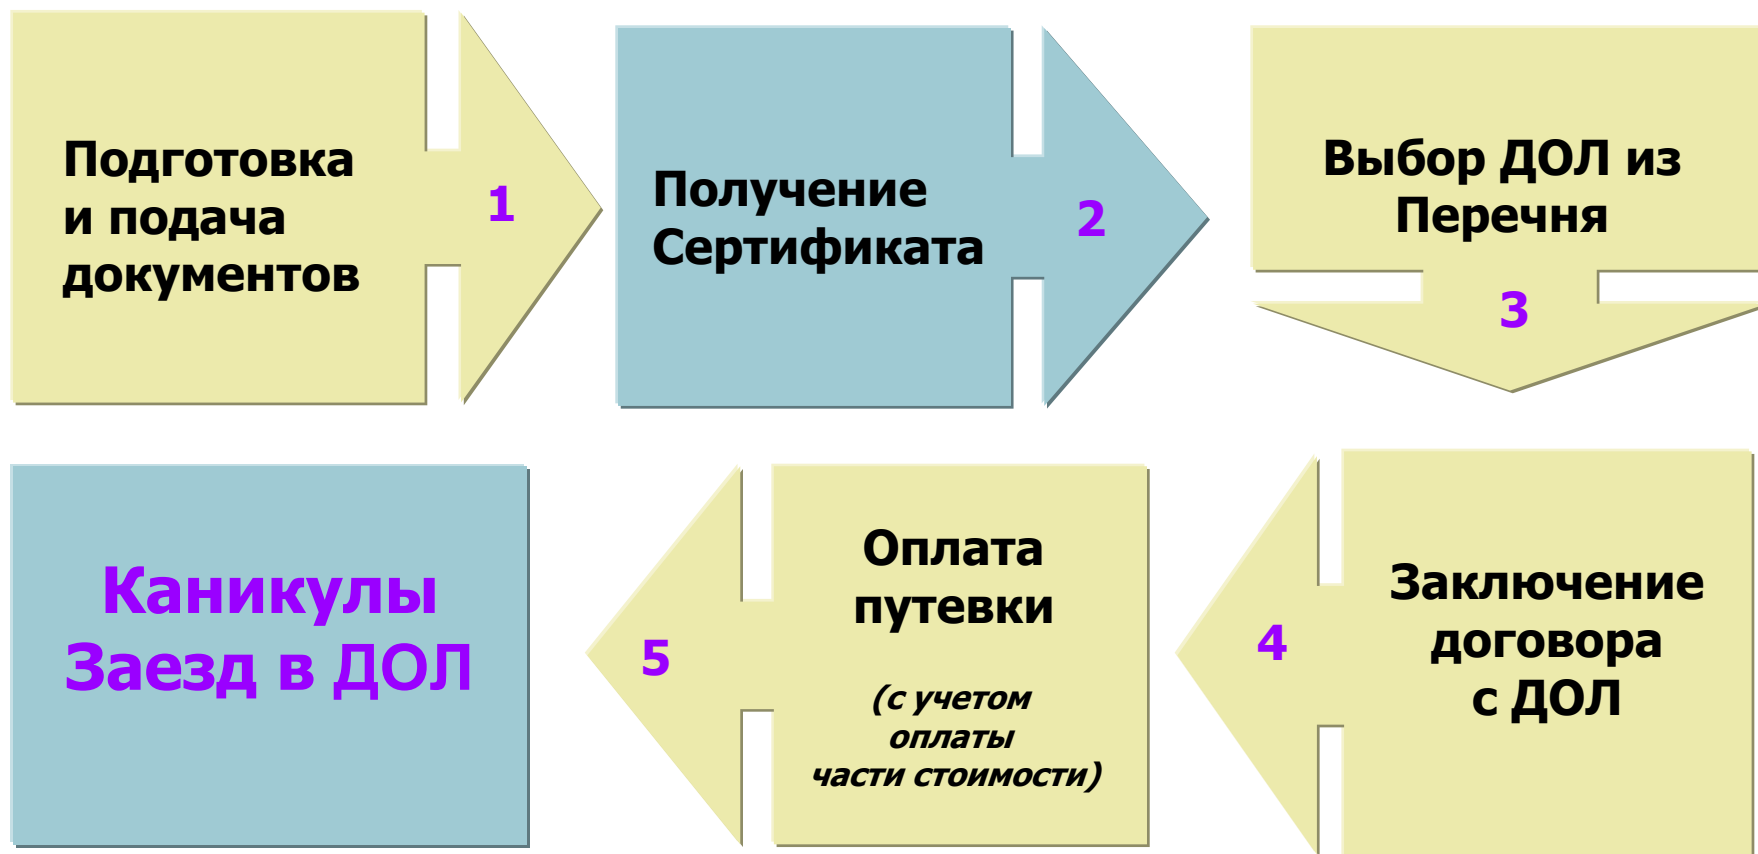 Подготовка
и подача
документов
1
Получение
Сертификата
2
Выбор ДОЛ из
Перечня
3
Заключение
договора
с ДОЛ
4
Оплата
путевки
(с учетом
оплаты
части стоимости)
5
Каникулы
Заезд в ДОЛ